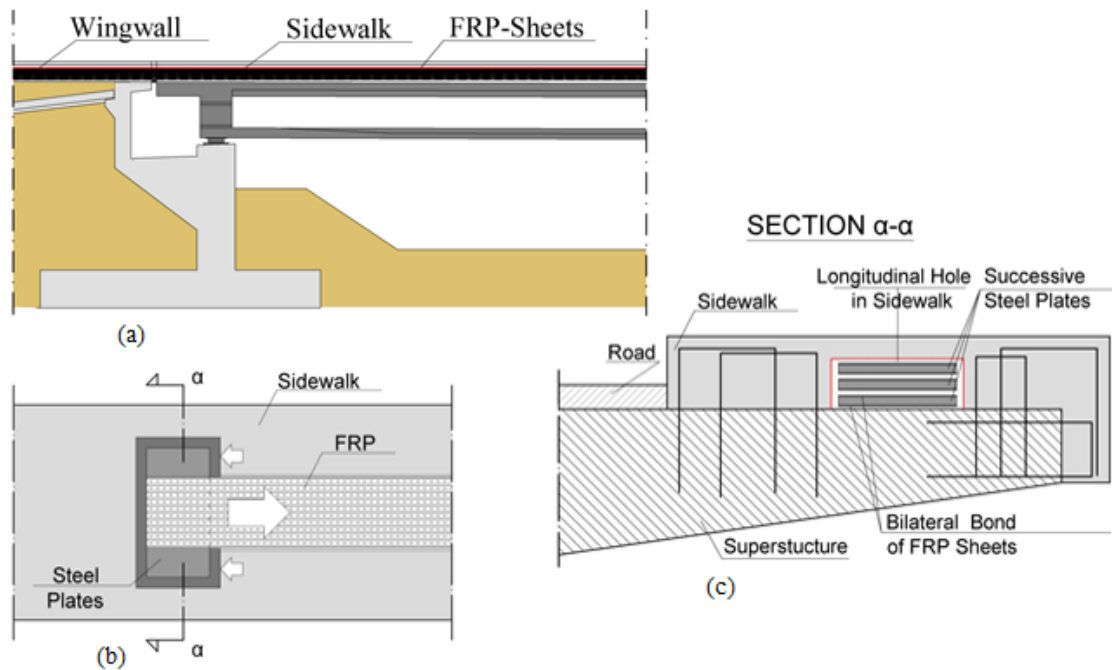 Wingwall
Sidewalk
FRP-Sheets
(a)
α
Sidewalk
FRP
Steel
Plates
α
(b)
SECTION α-α
Longitudinal Hole
in Sidewalk
Successive
Steel Plates
Sidewalk
Road
Bilateral Bond
of FRP Sheets
Superstucture
(c)